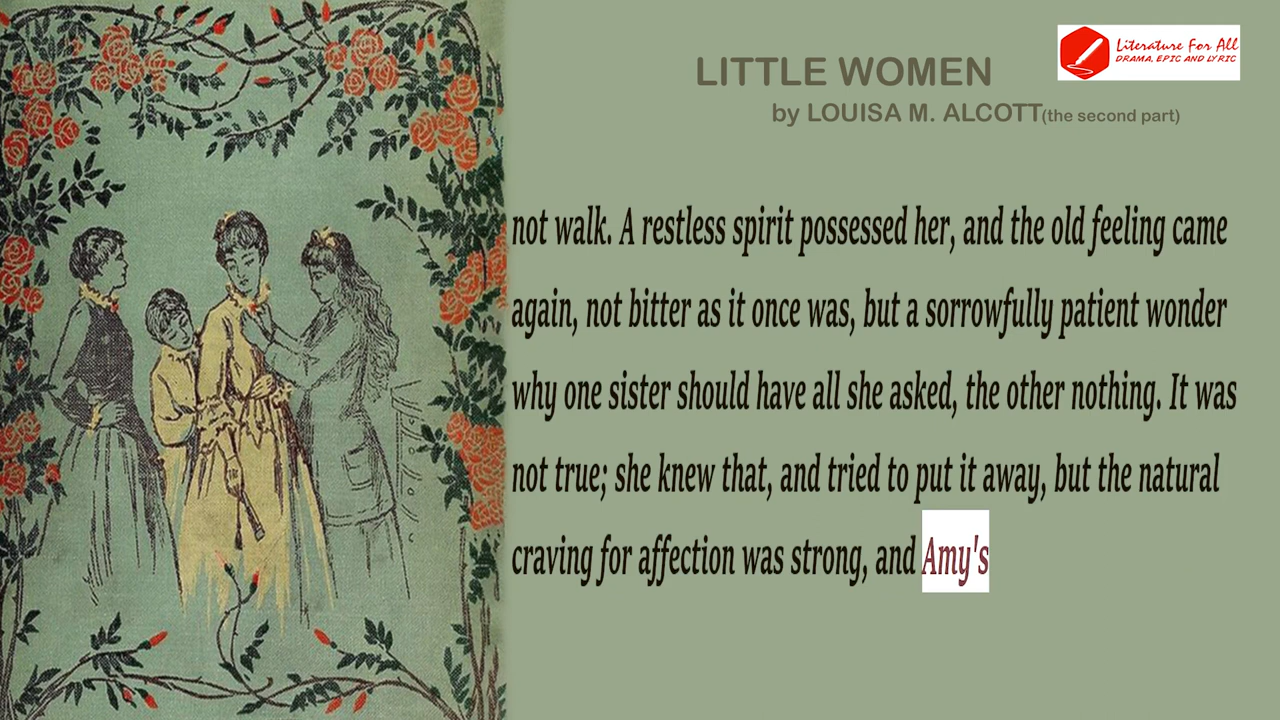 LITTLE WOMEN
by LOUISA M. ALCOTT(the second part)
Literature For All
DRAMA, EPIC AND LYRIC
not walk. A restless spirit possessed her, and the old feeling came
again, not bitter as it once was, but a sorrowfully patient wonder
why one sister should have all she asked, the other nothing. It was
not true; she knew that, and tried to put it away, but the natural
craving for affection was strong, and Amy's